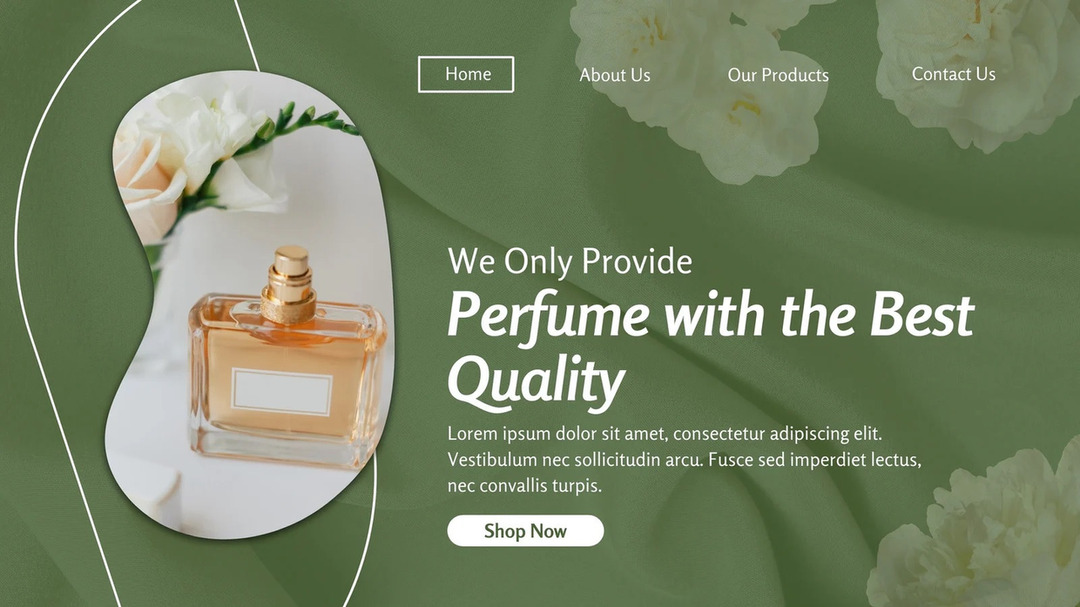 Home
About Us
Our Products
Contact Us
We Only Provide
Perfume with the Best
Quality
Lorem ipsum dolor sit amet, consectetur adipiscing elit.
Vestibulum nec sollicitudin arcu. Fusce sed imperdiet lectus,
nec convallis turpis.
Shop Now